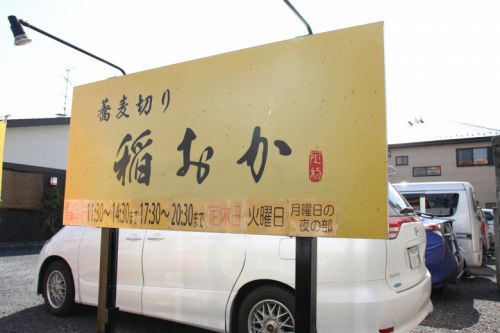 蕎麦切り
稲おか
11:30〜14:30まで 17:30〜20:30まで 定休日 火曜日 月曜日の
夜の部